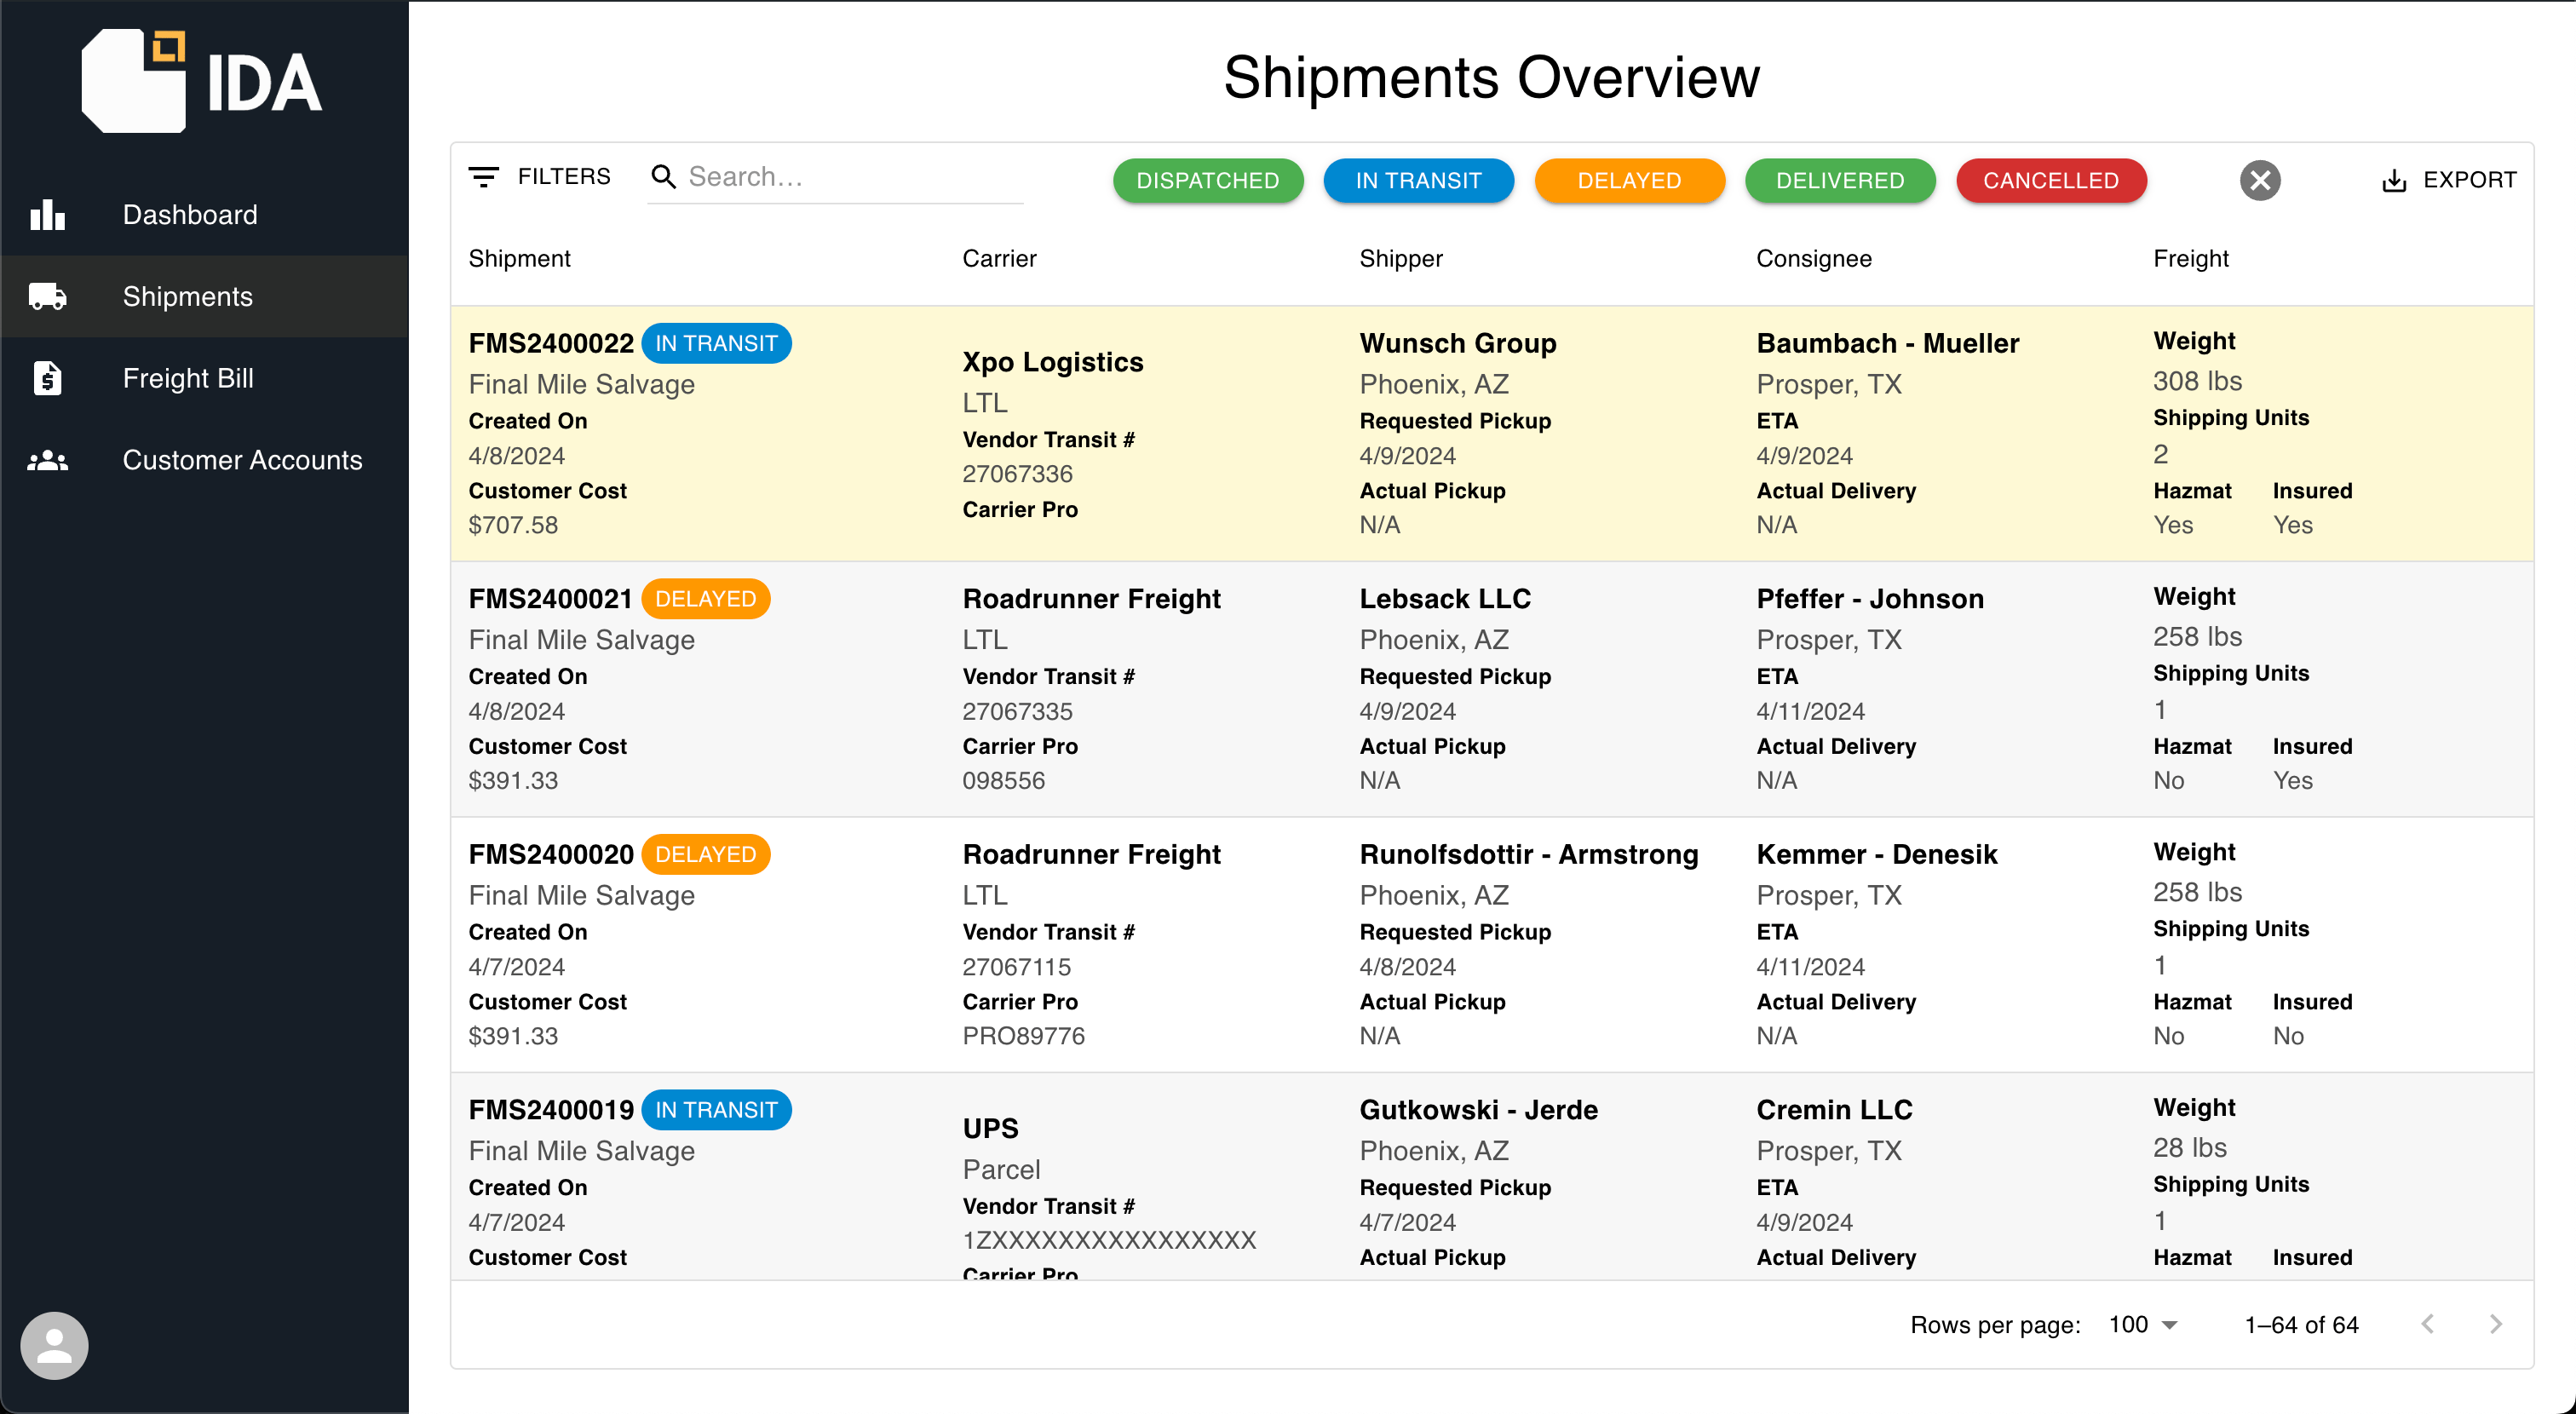 IDA
Dashboard
Shipments
Freight Bill
Customer Accounts
Shipments Overview
FILTERS
Search...
DISPATCHED
IN TRANSIT
DELAYED
DELIVERED
CANCELLED
EXPORT
Shipment
Carrier
Shipper
Consignee
Freight
FMS2400022 IN TRANSIT
Final Mile Salvage
Created On
4/8/2024
Customer Cost
$707.58
Xpo Logistics
LTL
Vendor Transit #
27067336
Carrier Pro
Wunsch Group
Phoenix, AZ
Requested Pickup
4/9/2024
Actual Pickup
N/A
Baumbach - Mueller
Prosper, TX
ETA
4/9/2024
Actual Delivery
N/A
Weight
308 lbs
Shipping Units
2
Hazmat Insured
Yes Yes
FMS2400021 DELAYED
Final Mile Salvage
Created On
4/8/2024
Customer Cost
$391.33
Roadrunner Freight
LTL
Vendor Transit #
27067335
Carrier Pro
098556
Lebsack LLC
Phoenix, AZ
Requested Pickup
4/9/2024
Actual Pickup
N/A
Pfeffer - Johnson
Prosper, TX
ETA
4/11/2024
Actual Delivery
N/A
Weight
258 lbs
Shipping Units
1
Hazmat Insured
No Yes
FMS2400020 DELAYED
Final Mile Salvage
Created On
4/7/2024
Customer Cost
$391.33
Roadrunner Freight
LTL
Vendor Transit #
27067115
Carrier Pro
PRO89776
Runolfsdottir - Armstrong
Phoenix, AZ
Requested Pickup
4/8/2024
Actual Pickup
N/A
Kemmer - Denesik
Prosper, TX
ETA
4/11/2024
Actual Delivery
N/A
Weight
258 lbs
Shipping Units
1
Hazmat Insured
No No
FMS2400019 IN TRANSIT
Final Mile Salvage
Created On
4/7/2024
Customer Cost
UPS
Parcel
Vendor Transit #
1ZXXXXXXXXXXXXXXXX
Carrier Pro
Gutkowski - Jerde
Phoenix, AZ
Requested Pickup
4/7/2024
Actual Pickup
Cremin LLC
Prosper, TX
ETA
4/9/2024
Actual Delivery
Weight
28 lbs
Shipping Units
1
Hazmat Insured
Rows per page: 100
1–64 of 64